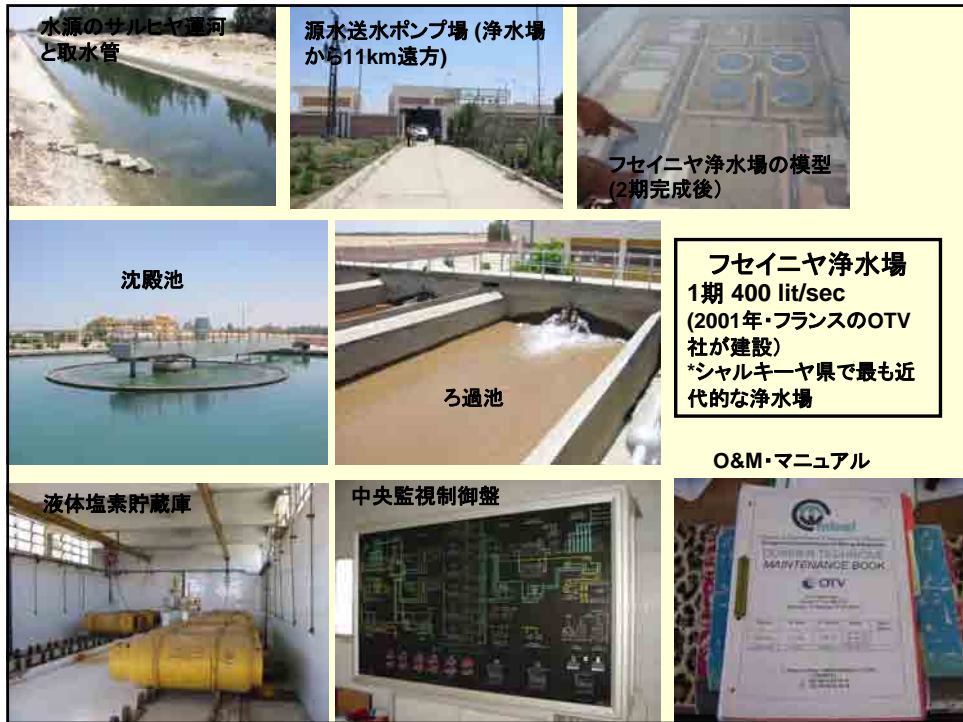 水源のサルヒヤ運河
と取水管
源水送水ポンプ場 (浄水場
から11km遠方)
フセイニヤ浄水場の模型
(2期完成後）
沈殿池
ろ過池
フセイニヤ浄水場
1期 400 lit/sec
(2001年・フランスのOTV
社が建設）
*シャルキーヤ県で最も近
代的な浄水場
液体塩素貯蔵庫
中央監視制御盤
O&M・マニュアル
DOSSIER TECHNIQUE
MAINTENANCE BOOK
OTV